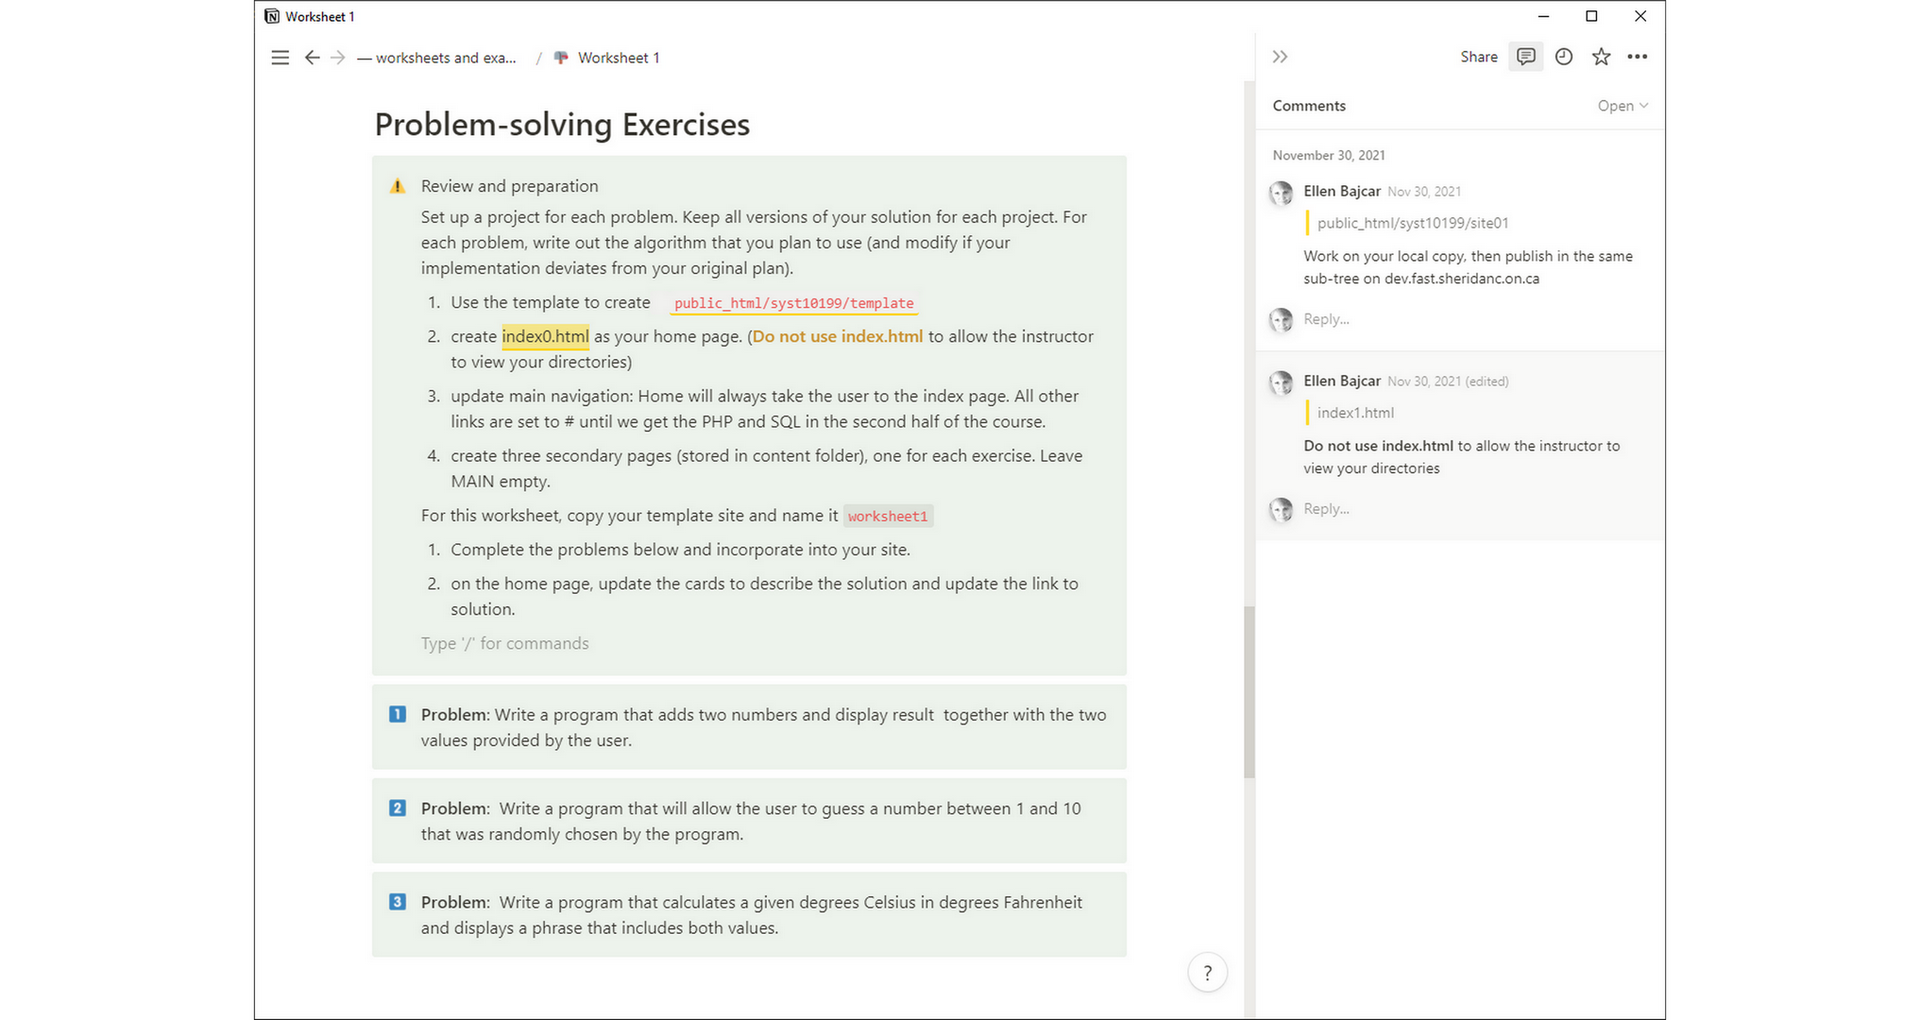 Worksheet 1
— worksheets and exa... / Worksheet 1
Share
Problem-solving Exercises
Review and preparation
Set up a project for each problem. Keep all versions of your solution for each project. For
each problem, write out the algorithm that you plan to use (and modify if your
implementation deviates from your original plan).
1. Use the template to create public_html/syst10199/template
2. create index0.html as your home page. (Do not use index.html to allow the instructor
to view your directories)
3. update main navigation: Home will always take the user to the index page. All other
links are set to # until we get the PHP and SQL in the second half of the course.
4. create three secondary pages (stored in content folder), one for each exercise. Leave
MAIN empty.
For this worksheet, copy your template site and name it worksheet1
1. Complete the problems below and incorporate into your site.
2. on the home page, update the cards to describe the solution and update the link to
solution.
Type '/' for commands
1 Problem: Write a program that adds two numbers and display result together with the two
values provided by the user.
2 Problem: Write a program that will allow the user to guess a number between 1 and 10
that was randomly chosen by the program.
3 Problem: Write a program that calculates a given degrees Celsius in degrees Fahrenheit
and displays a phrase that includes both values.
?
Comments
Open
November 30, 2021
Ellen Bajcar Nov 30, 2021
public_html/syst10199/site01
Work on your local copy, then publish in the same
sub-tree on dev.fast.sheridanc.on.ca
Reply...
Ellen Bajcar Nov 30, 2021 (edited)
index1.html
Do not use index.html to allow the instructor to
view your directories
Reply...